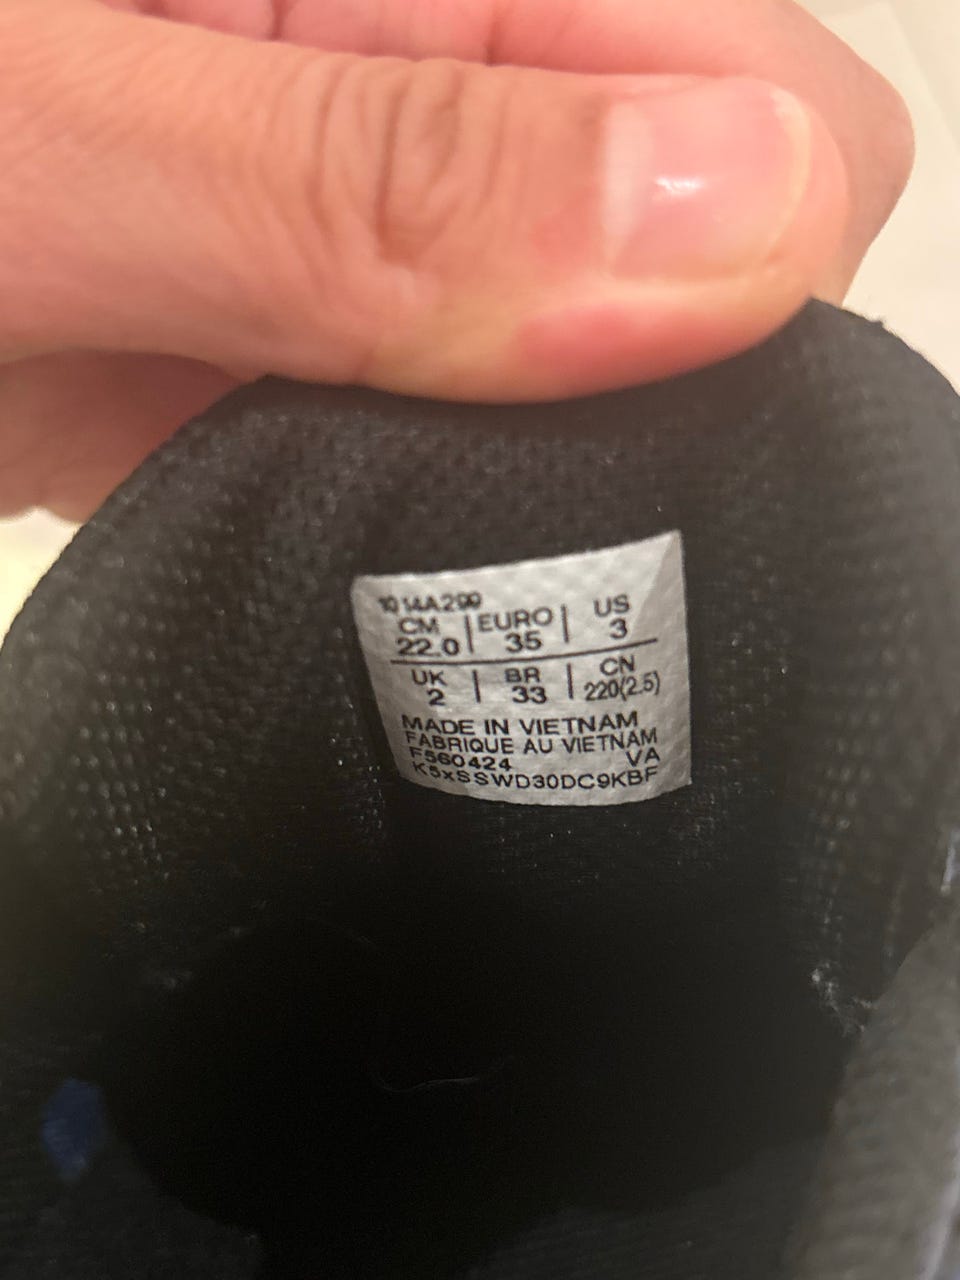 1014A299
CM | EURO | US
22.0 | 35 | 3
UK | BR | CN
2 | 33 | 220(2.5)
MADE IN VIETNAM
FABRIQUE AU VIETNAM
F560424 VA
K5xSSWD30DC9KBF